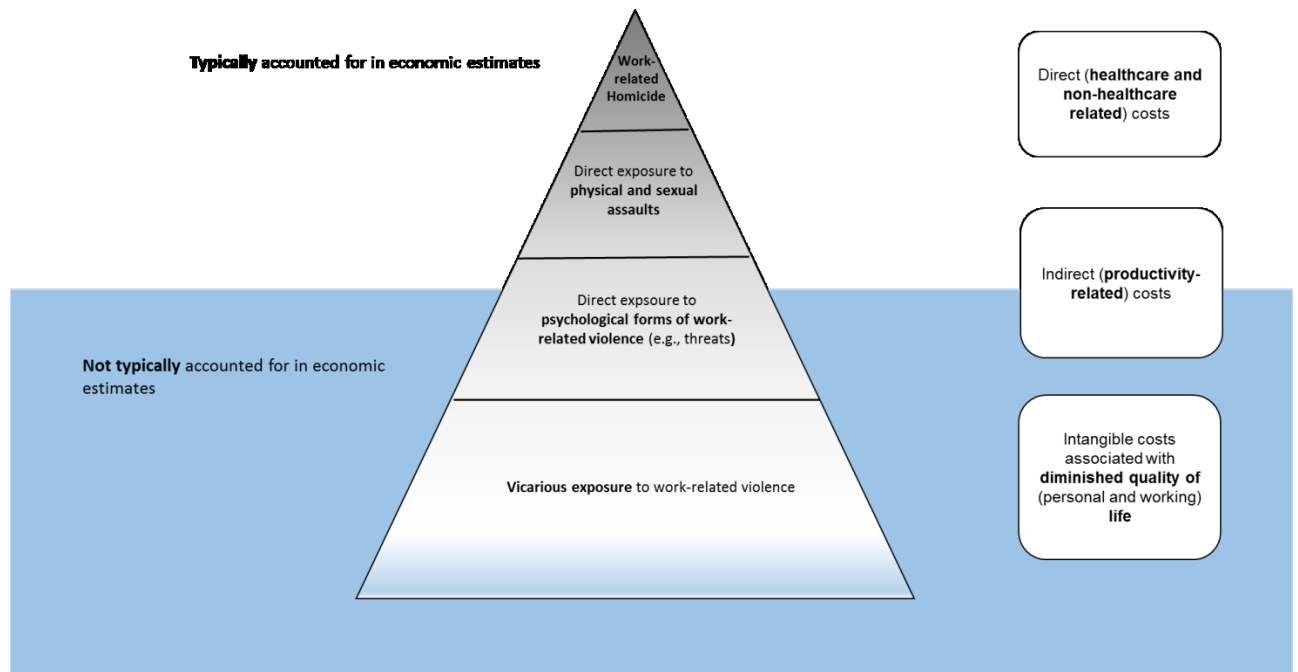 Typically accounted for in economic estimates
Work-
related
Homicide
Direct exposure to
physical and sexual
assaults
Direct expsoure to
psychological forms of work-
related violence (e.g., threats)
Vicarious exposure to work-related violence
Not typically accounted for in economic
estimates
Direct (healthcare and
non-healthcare
related) costs
Indirect (productivity-
related) costs
Intangible costs
associated with
diminished quality of
(personal and working)
life